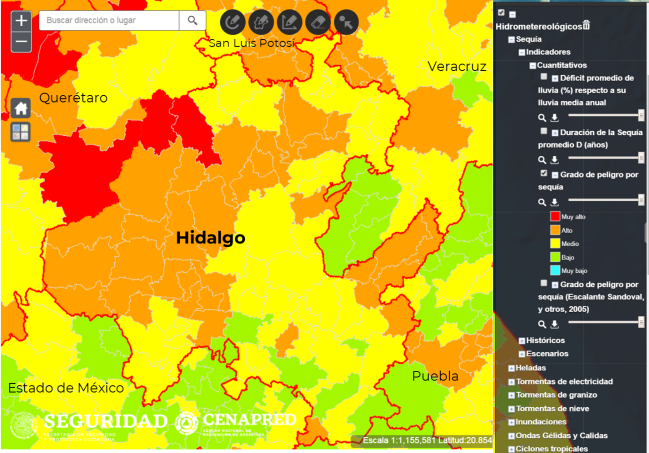 Buscar dirección o lugar
San Luis Potosí
Veracruz
Querétaro
Hidalgo
Estado de México
Puebla
SEGURIDAD
CENAPRED
Escala 1:1,155,581 Latitud:20.854
Hidrometereológicos
Sequía
Indicadores
Cuantitativos
Déficit promedio de
lluvia (%) respecto a su
lluvia media anual
Duración de la Sequía
promedio D (años)
Grado de peligro por
sequía
Muy alto
Alto
Medio
Bajo
Muy bajo
Grado de peligro por
sequía (Escalante Sandoval,
y otros, 2005)
Históricos
Escenarios
Heladas
Tormentas de electricidad
Tormentas de granizo
Tormentas de nieve
Inundaciones
Ondas Gélidas y Calidas
Ciclones tropicales